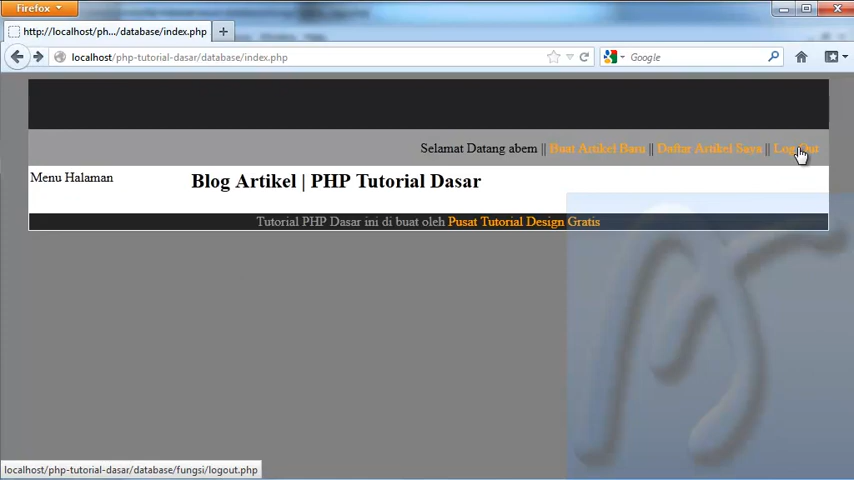 Firefox
http://localhost/ph.../database/index.php
localhost/php-tutorial-dasar/database/index.php
Google
Selamat Datang abem || Buat Artikel Baru || Daftar Artikel Saya || Log Out
Menu Halaman
Blog Artikel | PHP Tutorial Dasar
Tutorial PHP Dasar ini di buat oleh Pusat Tutorial Design Gratis
localhost/php-tutorial-dasar/database/fungsi/logout.php